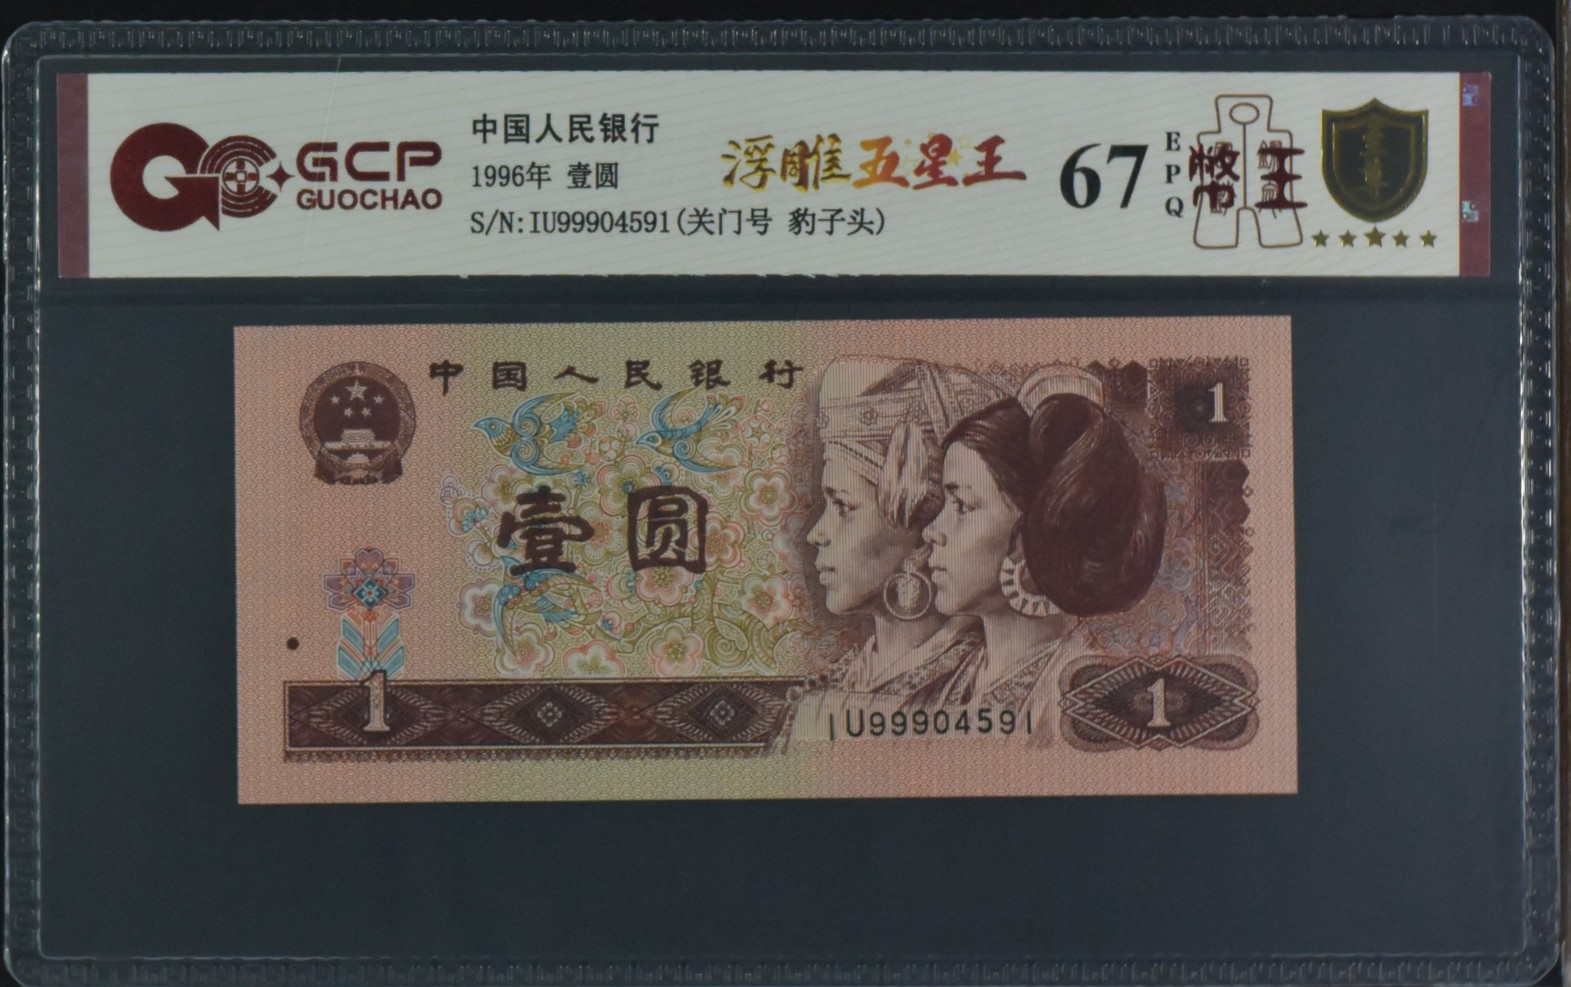 GCP
GUOCHAO
中国人民银行
1996年 壹圆
S/N:IU99904591(关门号 豹子头)
浮雕五星王
67
EPQ
中国人民银行
1
壹圆
1
IU99904591
1